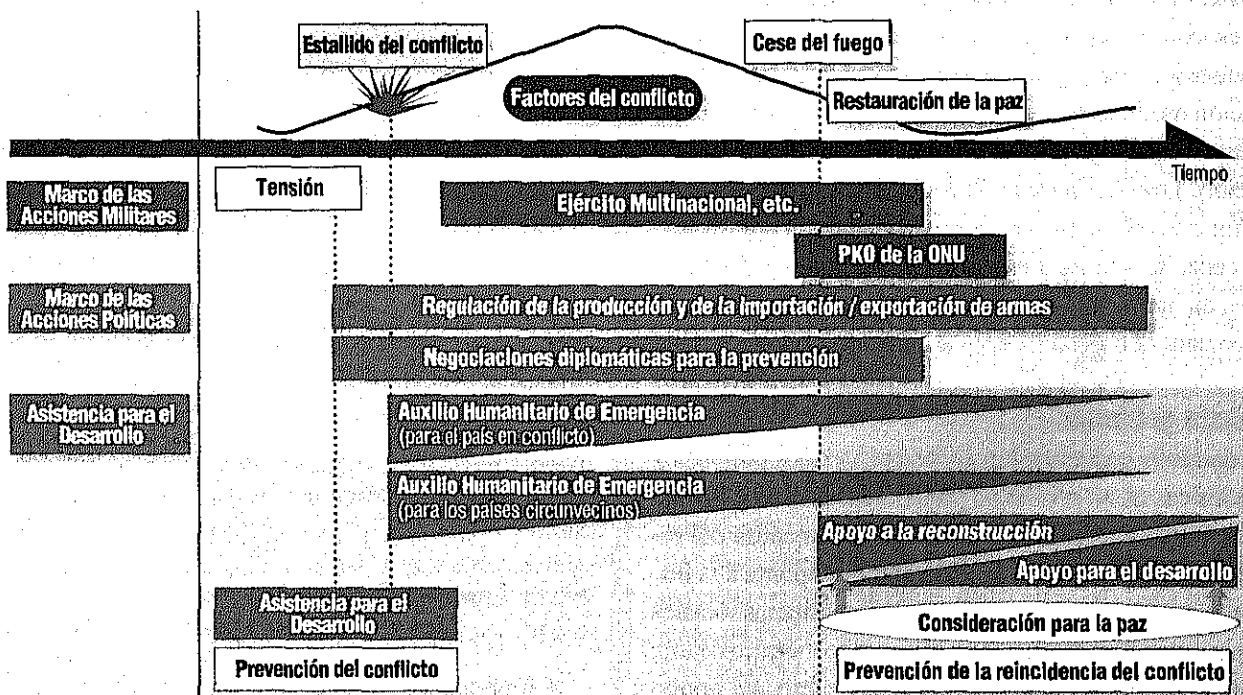 Estallido del conflicto
Cese del fuego
Factores del conflicto
Restauración de la paz
Tiempo
Tensión
Marco de las
Acciones Militares
Ejército Multinacional, etc.
PKO de la ONU
Marco de las
Acciones Políticas
Regulación de la producción y de la importación / exportación de armas
Negociaciones diplomáticas para la prevención
Asistencia para el
Desarrollo
Auxilio Humanitario de Emergencia
(para el país en conflicto)
Auxilio Humanitario de Emergencia
(para los países circunvecinos)
Apoyo a la reconstrucción
Apoyo para el desarrollo
Asistencia para el
Desarrollo
Consideración para la paz
Prevención del conflicto
Prevención de la reincidencia del conflicto